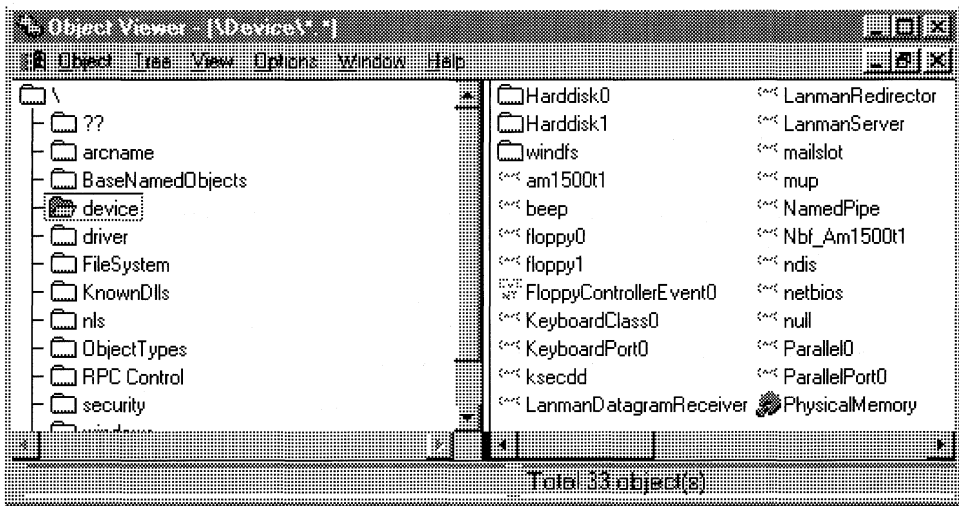 Object Viewer - [\Device\*.*]
Object Tree View Options Window Help
\
??
arcname
BaseNamedObjects
device
driver
FileSystem
KnownDlls
nls
ObjectTypes
RPC Control
security
windows
Harddisk0
Harddisk1
windfs
am1500t1
beep
floppy0
floppy1
FloppyControllerEvent0
KeyboardClass0
KeyboardPort0
ksecdd
LanmanDatagramReceiver
LanmanRedirector
LanmanServer
mailslot
mup
NamedPipe
Nbf_Am1500t1
ndis
netbios
null
Parallel0
ParallelPort0
PhysicalMemory
Total 33 object(s)